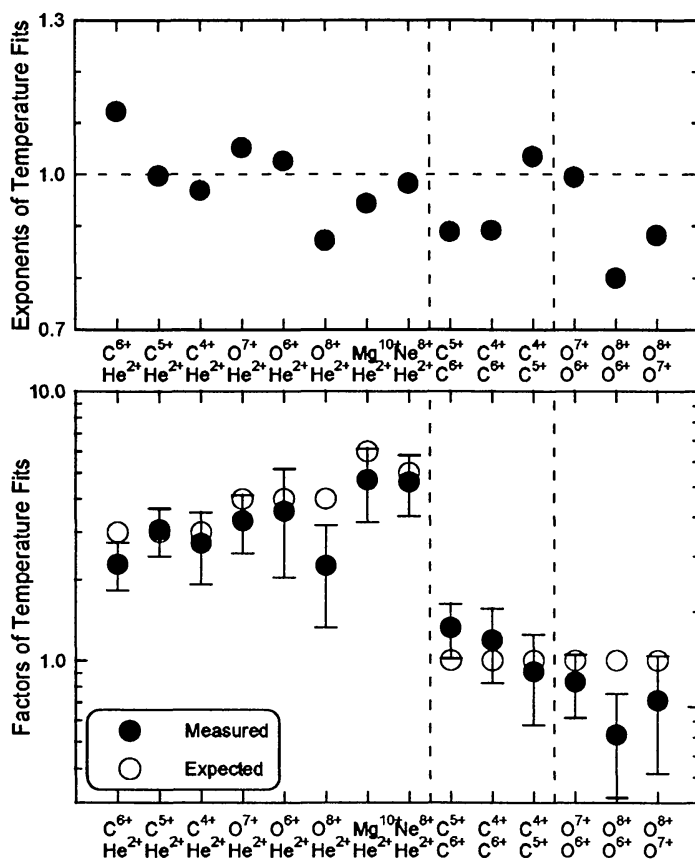 Exponents of Temperature Fits
1.3
1.0
0.7
C⁶⁺ C⁵⁺ C⁴⁺ O⁷⁺ O⁶⁺ O⁸⁺ Mg¹⁰⁺ Ne⁸⁺ C⁵⁺ C⁴⁺ C⁴⁺ O⁷⁺ O⁸⁺ O⁸⁺
He²⁺ He²⁺ He²⁺ He²⁺ He²⁺ He²⁺ He²⁺ He²⁺ C⁶⁺ C⁶⁺ C⁵⁺ O⁶⁺ O⁶⁺ O⁷⁺
Factors of Temperature Fits
10.0
1.0
Measured
Expected
C⁶⁺ C⁵⁺ C⁴⁺ O⁷⁺ O⁶⁺ O⁸⁺ Mg¹⁰⁺ Ne⁸⁺ C⁵⁺ C⁴⁺ C⁴⁺ O⁷⁺ O⁸⁺ O⁸⁺
He²⁺ He²⁺ He²⁺ He²⁺ He²⁺ He²⁺ He²⁺ He²⁺ C⁶⁺ C⁶⁺ C⁵⁺ O⁶⁺ O⁶⁺ O⁷⁺